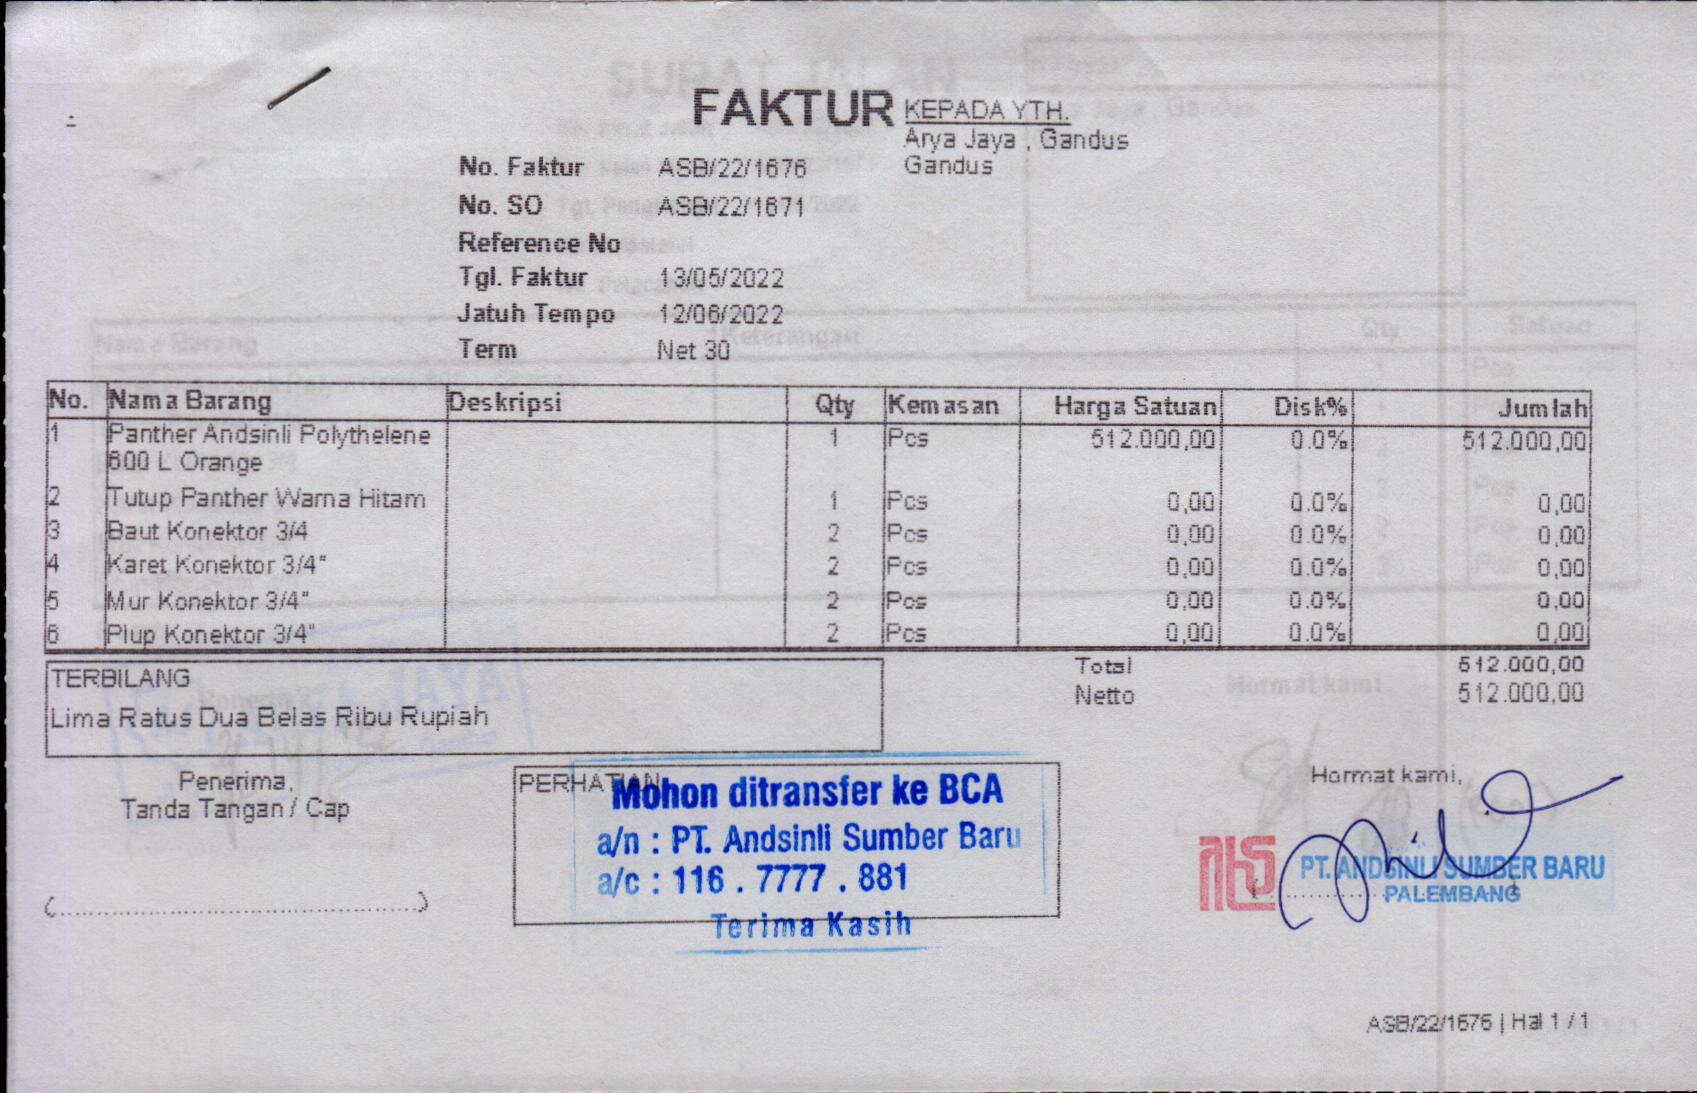 FAKTUR
KEPADA YTH.
Arya Jaya , Gandus
Gandus
No. Faktur ASB/22/1676
No. SO ASB/22/1671
Reference No
Tgl. Faktur 13/05/2022
Jatuh Tempo 12/06/2022
Term Net 30
No. Nama Barang Deskripsi Qty Kemasan Harga Satuan Disk% Jumlah
1 Panther Andsinli Polythelene 1 Pcs 512.000,00 0.0% 512.000,00
600 L Orange
2 Tutup Panther Warna Hitam 1 Pcs 0,00 0.0% 0,00
3 Baut Konektor 3/4 2 Pcs 0,00 0.0% 0,00
4 Karet Konektor 3/4" 2 Pcs 0,00 0.0% 0,00
5 Mur Konektor 3/4" 2 Pcs 0,00 0.0% 0,00
6 Plup Konektor 3/4" 2 Pcs 0,00 0.0% 0,00
Total 512.000,00
Netto 512.000,00
TERBILANG
Lima Ratus Dua Belas Ribu Rupiah
Penerima,
Tanda Tangan / Cap
PERHATIAN
Mohon ditransfer ke BCA
a/n : PT. Andsinli Sumber Baru
a/c : 116 . 7777 . 881
Terima Kasih
Hormat kami,
PT. ANDSINLI SUMBER BARU
PALEMBANG
ASB/22/1676 | Hal 1 / 1